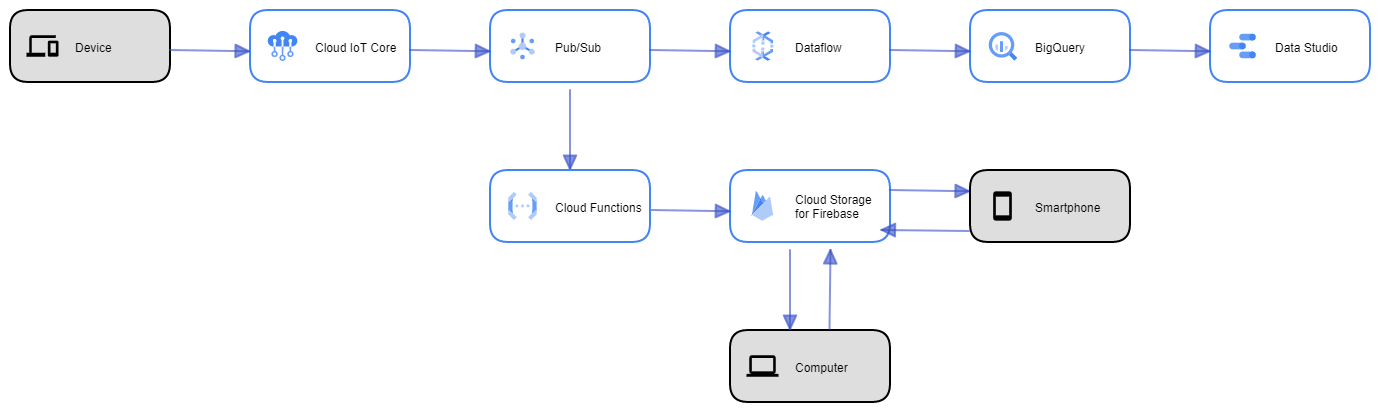 Device
Cloud IoT Core
Pub/Sub
Dataflow
BigQuery
Data Studio
Cloud Functions
Cloud Storage
for Firebase
Smartphone
Computer